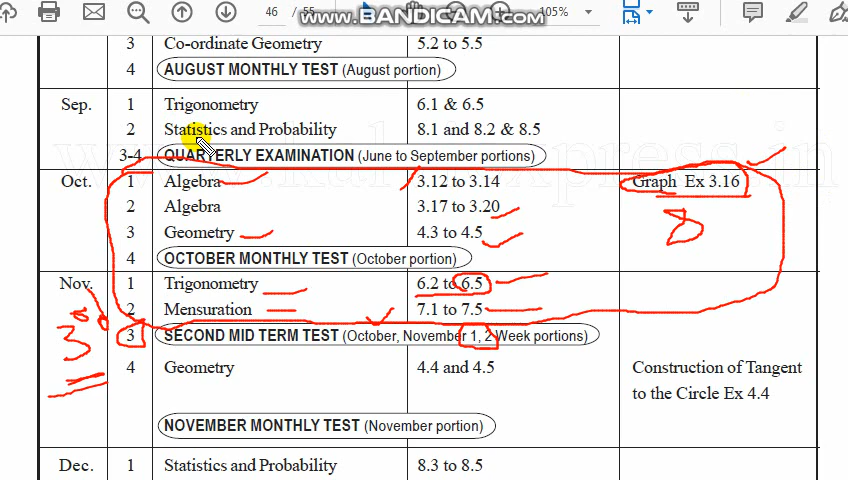 46 / 55
105%
WWW.BANDICAM.COM
3 Co-ordinate Geometry 5.2 to 5.5
4 AUGUST MONTHLY TEST (August portion)
Sep. 1 Trigonometry 6.1 & 6.5
2 Statistics and Probability 8.1 and 8.2 & 8.5
3-4 QUARTERLY EXAMINATION (June to September portions)
Oct. 1 Algebra 3.12 to 3.14 Graph Ex 3.16
2 Algebra 3.17 to 3.20
3 Geometry 4.3 to 4.5
4 OCTOBER MONTHLY TEST (October portion)
Nov. 1 Trigonometry 6.2 to 6.5
2 Mensuration 7.1 to 7.5
3 SECOND MID TERM TEST (October, November 1, 2 Week portions)
4 Geometry 4.4 and 4.5 Construction of Tangent
to the Circle Ex 4.4
NOVEMBER MONTHLY TEST (November portion)
Dec. 1 Statistics and Probability 8.3 to 8.5